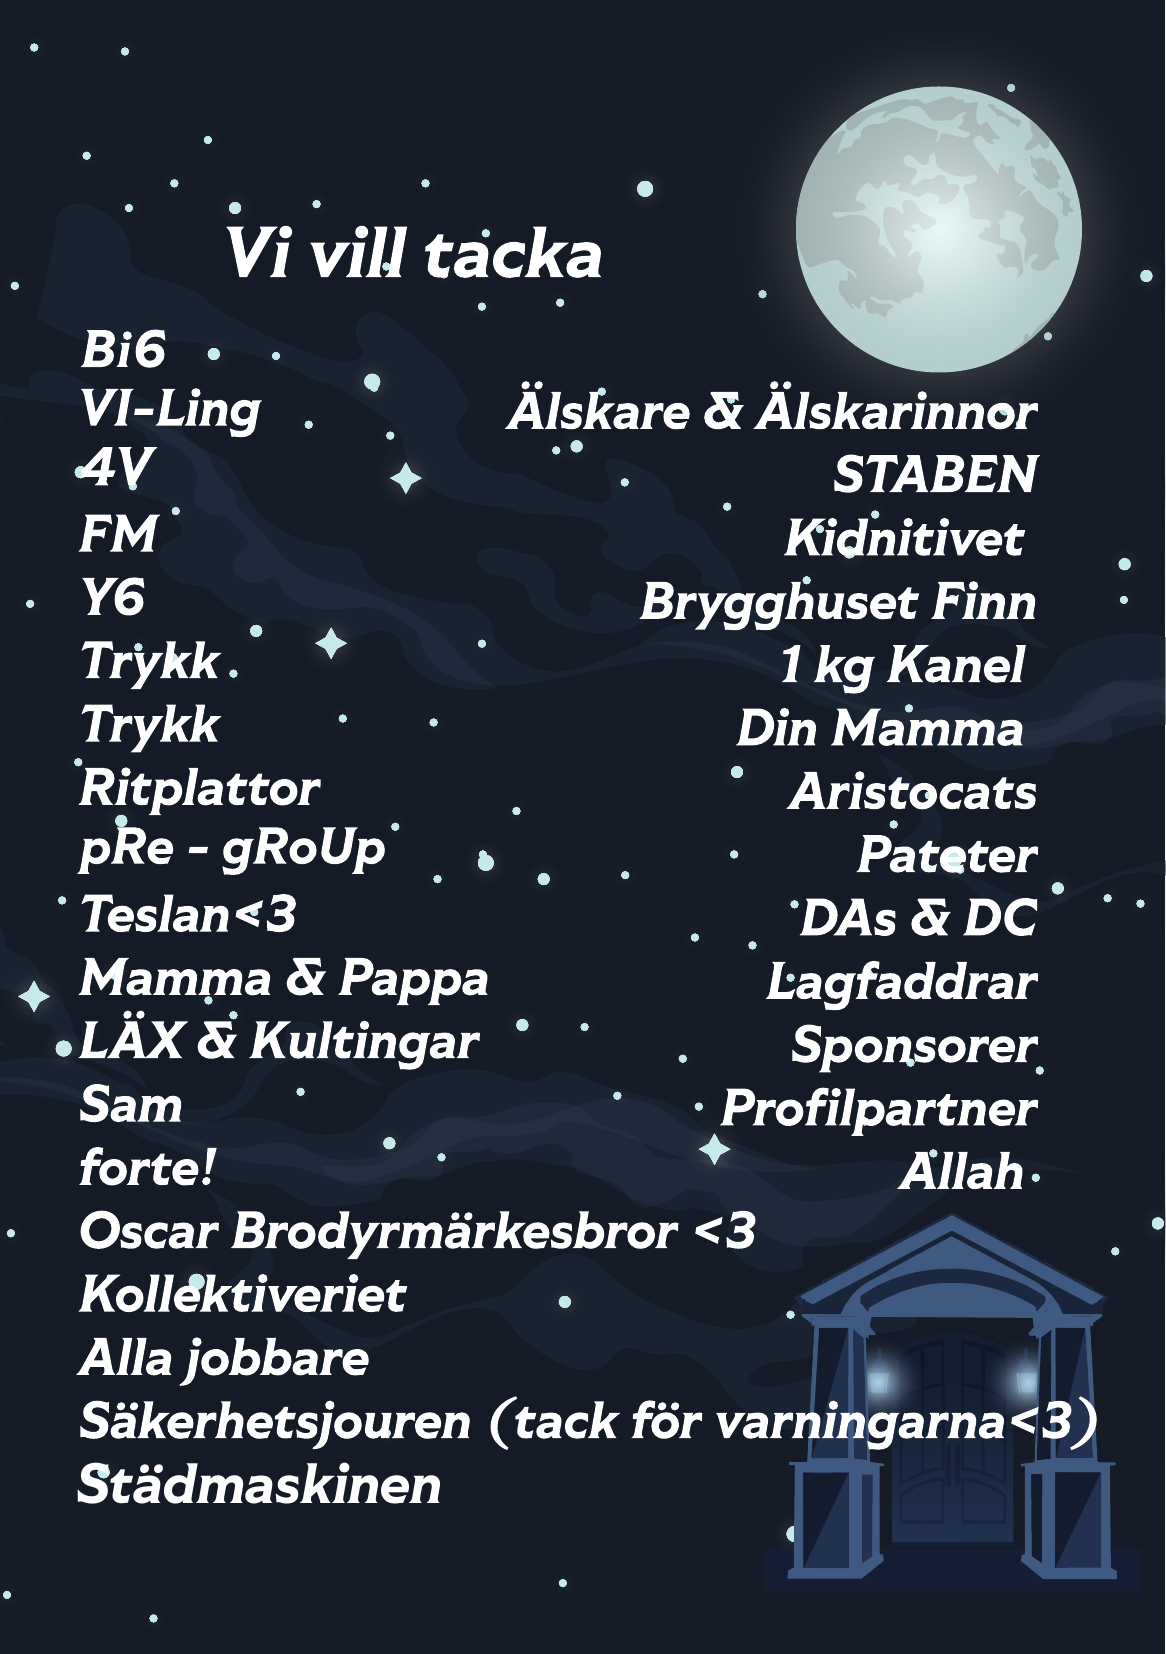 Vi vill tacka
Bi6
VI-Ling
4V
FM
Y6
Trykk
Trykk
Ritplattor
pRe - gRoUp
Teslan<3
Mamma & Pappa
LÄX & Kultingar
Sam
forte!
Oscar Brodyrmärkesbror <3
Kollektiveriet
Alla jobbare
Säkerhetsjouren (tack för varningarna<3)
Städmaskinen
Älskare & Älskarinnor
STABEN
Kidnitivet
Brygghuset Finn
1 kg Kanel
Din Mamma
Aristocats
Pateter
DAs & DC
Lagfaddrar
Sponsorer
Profilpartner
Allah